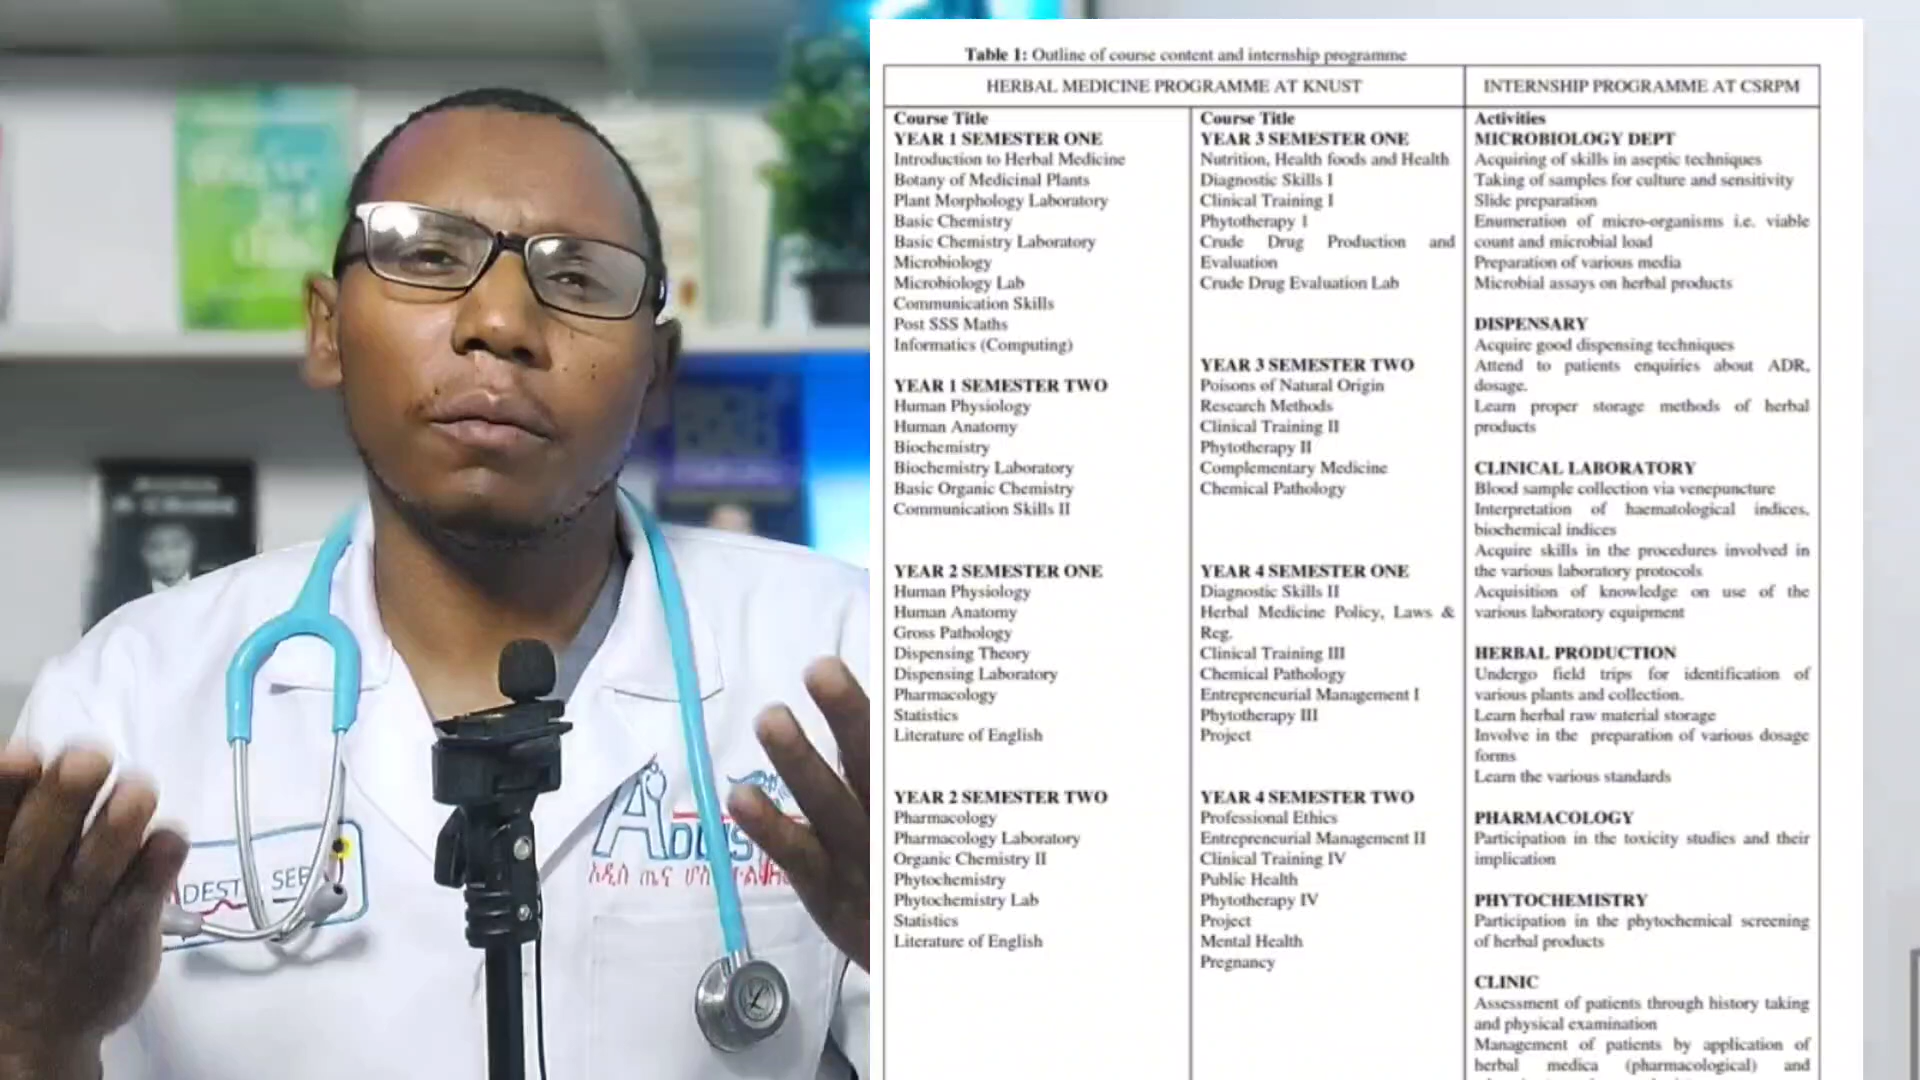 DEST SEE
አዲስ ጤና
Table 1: Outline of course content and internship programme
HERBAL MEDICINE PROGRAMME AT KNUST
INTERNSHIP PROGRAMME AT CSRPM
Course Title
YEAR 1 SEMESTER ONE
Introduction to Herbal Medicine
Botany of Medicinal Plants
Plant Morphology Laboratory
Basic Chemistry
Basic Chemistry Laboratory
Microbiology
Microbiology Lab
Communication Skills
Post SSS Maths
Informatics (Computing)
YEAR 1 SEMESTER TWO
Human Physiology
Human Anatomy
Biochemistry
Biochemistry Laboratory
Basic Organic Chemistry
Communication Skills II
YEAR 2 SEMESTER ONE
Human Physiology
Human Anatomy
Gross Pathology
Dispensing Theory
Dispensing Laboratory
Pharmacology
Statistics
Literature of English
YEAR 2 SEMESTER TWO
Pharmacology
Pharmacology Laboratory
Organic Chemistry II
Phytochemistry
Phytochemistry Lab
Statistics
Literature of English
Course Title
YEAR 3 SEMESTER ONE
Nutrition, Health foods and Health
Diagnostic Skills I
Clinical Training I
Phytotherapy I
Crude Drug Production and
Evaluation
Crude Drug Evaluation Lab
YEAR 3 SEMESTER TWO
Poisons of Natural Origin
Research Methods
Clinical Training II
Phytotherapy II
Complementary Medicine
Chemical Pathology
YEAR 4 SEMESTER ONE
Diagnostic Skills II
Herbal Medicine Policy, Laws &
Reg.
Clinical Training III
Chemical Pathology
Entrepreneurial Management I
Phytotherapy III
Project
YEAR 4 SEMESTER TWO
Professional Ethics
Entrepreneurial Management II
Clinical Training IV
Public Health
Phytotherapy IV
Project
Mental Health
Pregnancy
Activities
MICROBIOLOGY DEPT
Acquiring of skills in aseptic techniques
Taking of samples for culture and sensitivity
Slide preparation
Enumeration of micro-organisms i.e. viable
count and microbial load
Preparation of various media
Microbial assays on herbal products
DISPENSARY
Acquire good dispensing techniques
Attend to patients enquiries about ADR,
dosage.
Learn proper storage methods of herbal
products
CLINICAL LABORATORY
Blood sample collection via venepuncture
Interpretation of haematological indices,
biochemical indices
Acquire skills in the procedures involved in
the various laboratory protocols
Acquisition of knowledge on use of the
various laboratory equipment
HERBAL PRODUCTION
Undergo field trips for identification of
various plants and collection.
Learn herbal raw material storage
Involve in the preparation of various dosage
forms
Learn the various standards
PHARMACOLOGY
Participation in the toxicity studies and their
implication
PHYTOCHEMISTRY
Participation in the phytochemical screening
of herbal products
CLINIC
Assessment of patients through history taking
and physical examination
Management of patients by application of
herbal medica (pharmacological) and